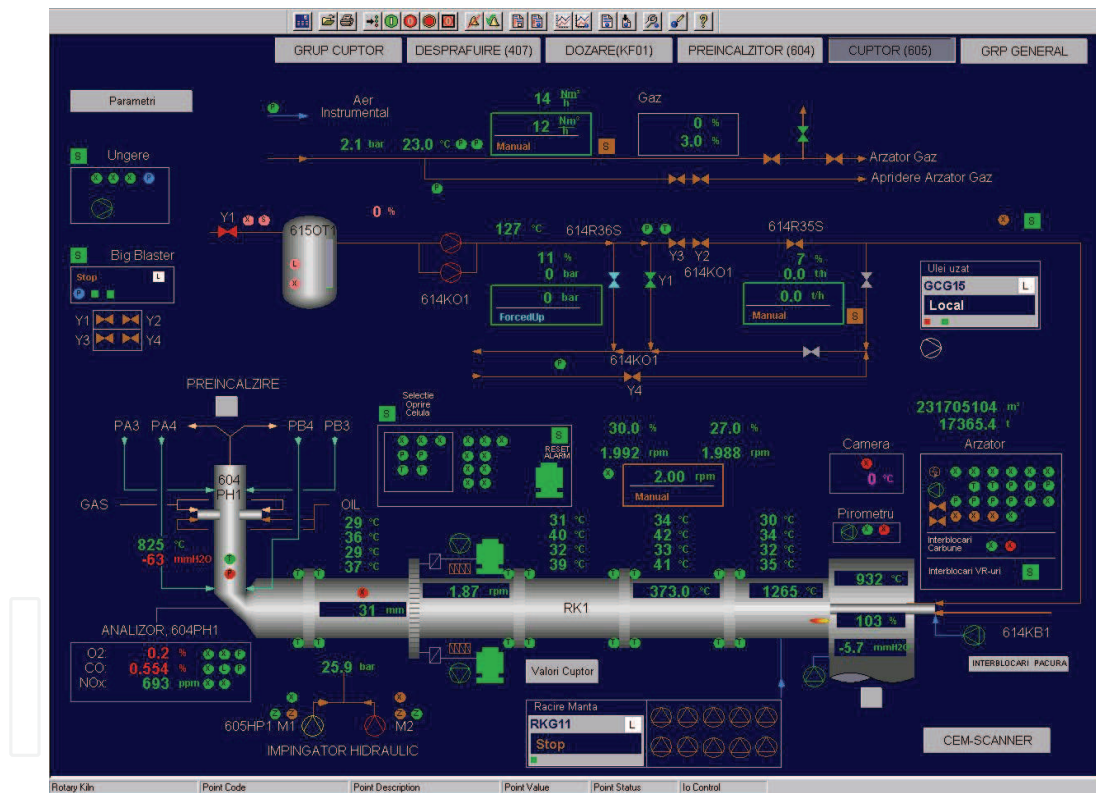 GRUP CUPTOR
DESPRAFUIRE (407)
DOZARE(KF01)
PREINCALZITOR (604)
CUPTOR (605)
GRP GENERAL
Parametri
Aer
Instrumental
14 Nm³/h
Gaz
12 Nm³/h
Manual
S
0 %
3.0 %
2.1 bar
23.0 °C
Arzator Gaz
Apridere Arzator Gaz
S Ungere
Y1
615OT1
0 %
127 °C
614R36S
614R35S
S
S Big Blaster
Stop
L
Y1
Y2
Y3
Y4
614KO1
11 %
0 bar
0 bar
ForcedUp
Y1
Y3
Y2
614KO1
7 %
0.0 t/h
0.0 t/h
Manual
S
Ulei uzat
GCG15
L
Local
614KO1
Y4
PREINCALZIRE
PA3
PA4
PB4
PB3
604
PH1
GAS
OIL
825 °C
-63 mmH2O
Selectie
Oprire
Celula
S
S
RESET
ALARM
30.0 %
27.0 %
1.992 rpm
1.988 rpm
2.00 rpm
Manual
231705104 m³
17365.4 t
Camera
0 °C
Arzator
Pirometru
Interblocari
Carbune
Interblocari VR-uri
S
29 °C
36 °C
29 °C
37 °C
31 °C
40 °C
32 °C
39 °C
34 °C
42 °C
33 °C
41 °C
30 °C
34 °C
32 °C
35 °C
31 mm
1.87 rpm
RK1
373.0 °C
1265 °C
932 °C
103 %
-5.7 mmH2O
614KB1
INTERBLOCARI PACURA
ANALIZOR, 604PH1
O2: 0.2 %
CO: 0.554 %
NOx: 693 ppm
25.9 bar
605HP1 M1
M2
IMPINGATOR HIDRAULIC
Valori Cuptor
Racire Manta
RKG11
L
Stop
CEM-SCANNER
Rotary Kiln
Point Code
Point Description
Point Value
Point Status
Io Control